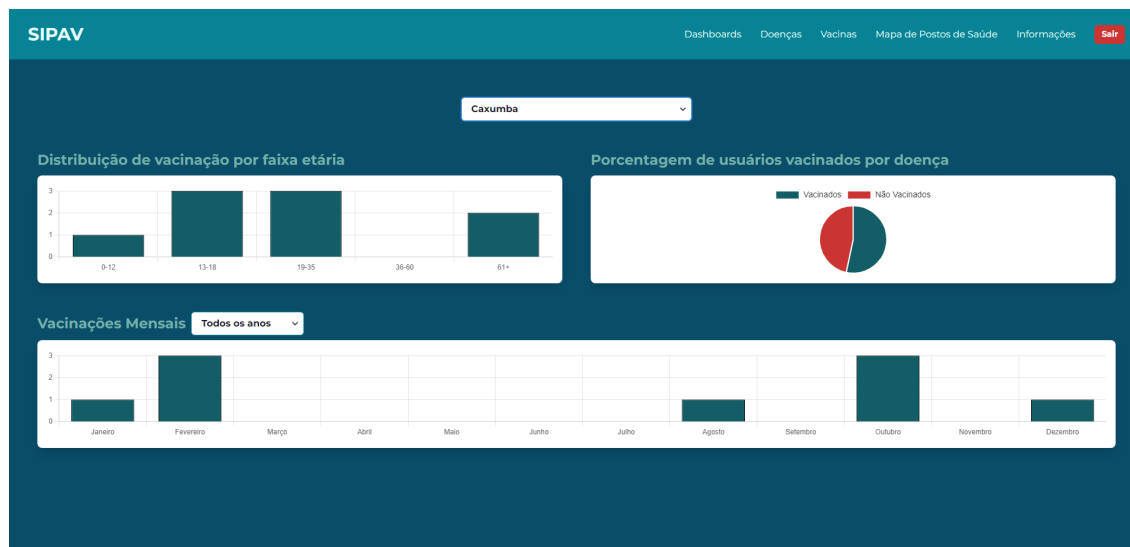 SIPAV
Dashboards Doenças Vacinas Mapa de Postos de Saúde Informações Sair
Caxumba
Distribuição de vacinação por faixa etária
3
2
1
0
0-12 13-18 19-35 36-60 61+
Porcentagem de usuários vacinados por doença
Vacinados Não Vacinados
Vacinações Mensais Todos os anos
3
2
1
0
Janeiro Fevereiro Março Abril Maio Junho Julho Agosto Setembro Outubro Novembro Dezembro